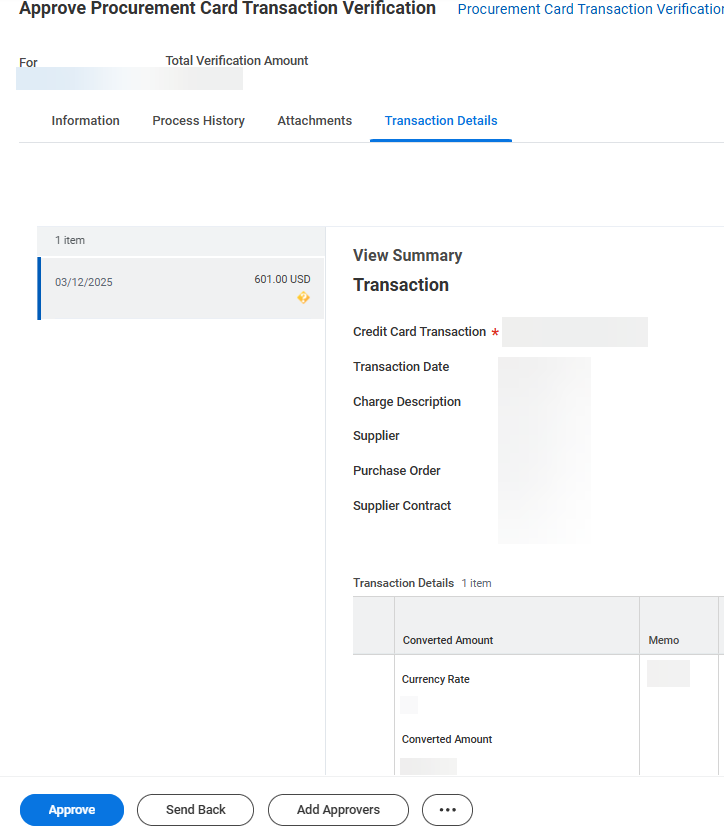 Approve Procurement Card Transaction Verification Procurement Card Transaction Verification
For Total Verification Amount
Information Process History Attachments Transaction Details
1 item
03/12/2025 601.00 USD
View Summary
Transaction
Credit Card Transaction *
Transaction Date
Charge Description
Supplier
Purchase Order
Supplier Contract
Transaction Details 1 item
Converted Amount Memo
Currency Rate
Converted Amount
Approve Send Back Add Approvers ...